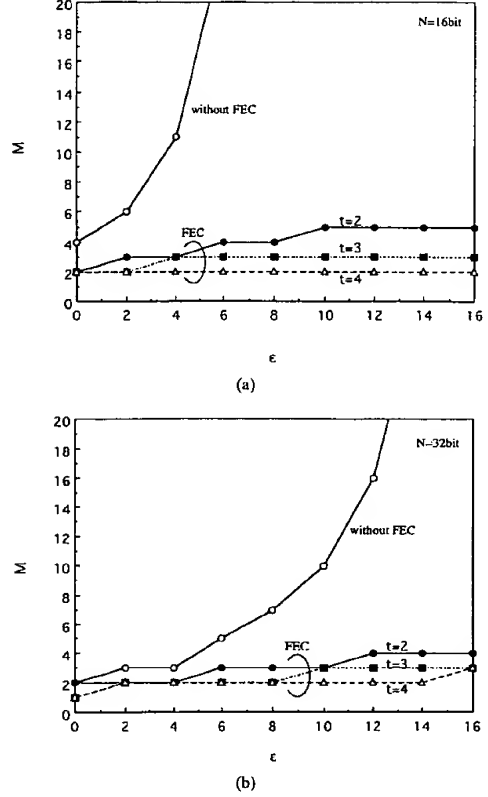 20
18
16
14
12
10
8
6
4
2
0
M
N=16bit
without FEC
FEC
t=2
t=3
t=4
0 2 4 6 8 10 12 14 16
ε
(a)
20
18
16
14
12
10
8
6
4
2
0
M
N=32bit
without FEC
FEC
t=2
t=3
t=4
0 2 4 6 8 10 12 14 16
ε
(b)